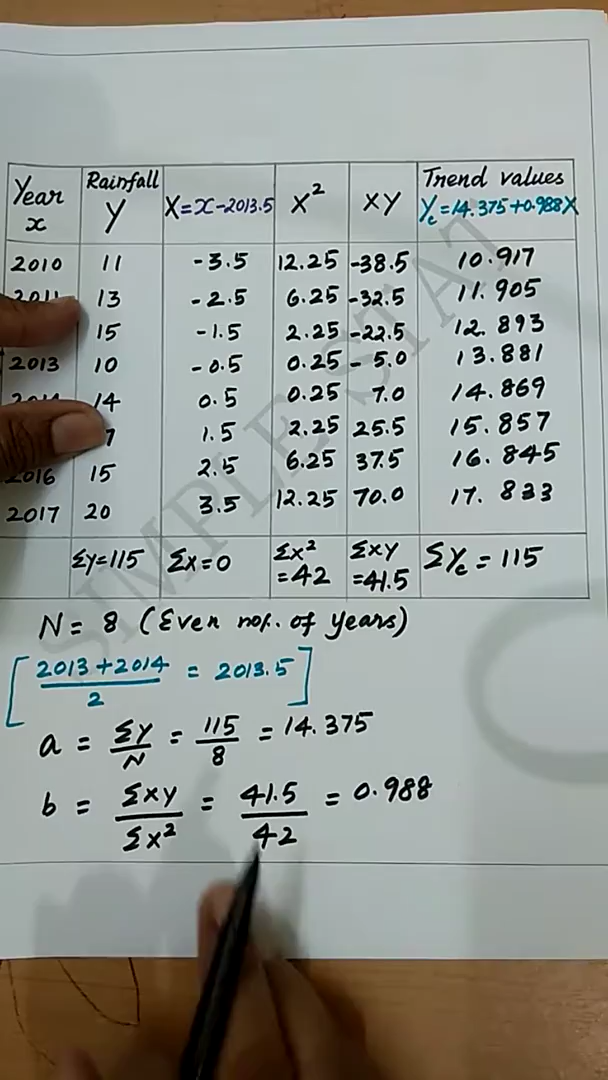 Year x Rainfall Y X=x-2013.5 X² XY Trend values Yc=14.375+0.988X
2010 11 -3.5 12.25 -38.5 10.917
2011 13 -2.5 6.25 -32.5 11.905
15 -1.5 2.25 -22.5 12.893
2013 10 -0.5 0.25 -5.0 13.881
2014 14 0.5 0.25 7.0 14.869
7 1.5 2.25 25.5 15.857
2016 15 2.5 6.25 37.5 16.845
2017 20 3.5 12.25 70.0 17.833
Σy=115 Σx=0 Σx²=42 Σxy=41.5 ΣYc=115
N = 8 (Even no/. of years)
[2013+2014/2 = 2013.5]
a = Σy/N = 115/8 = 14.375
b = Σxy/Σx² = 41.5/42 = 0.988
SIMPLE STAT